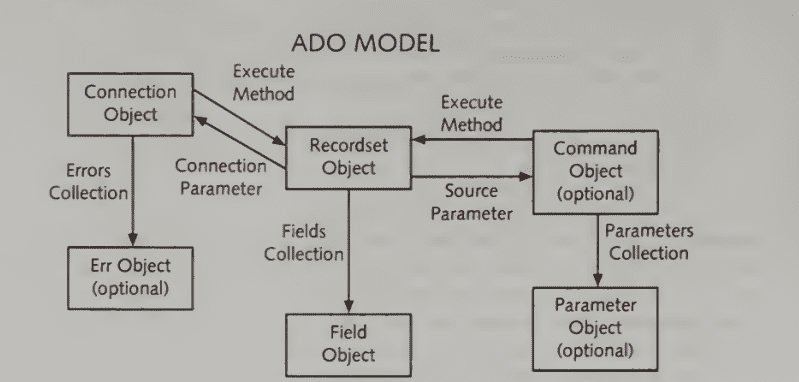 ADO MODEL
Connection
Object
Execute
Method
Connection
Parameter
Recordset
Object
Execute
Method
Source
Parameter
Command
Object
(optional)
Errors
Collection
Fields
Collection
Parameters
Collection
Err Object
(optional)
Field
Object
Parameter
Object
(optional)